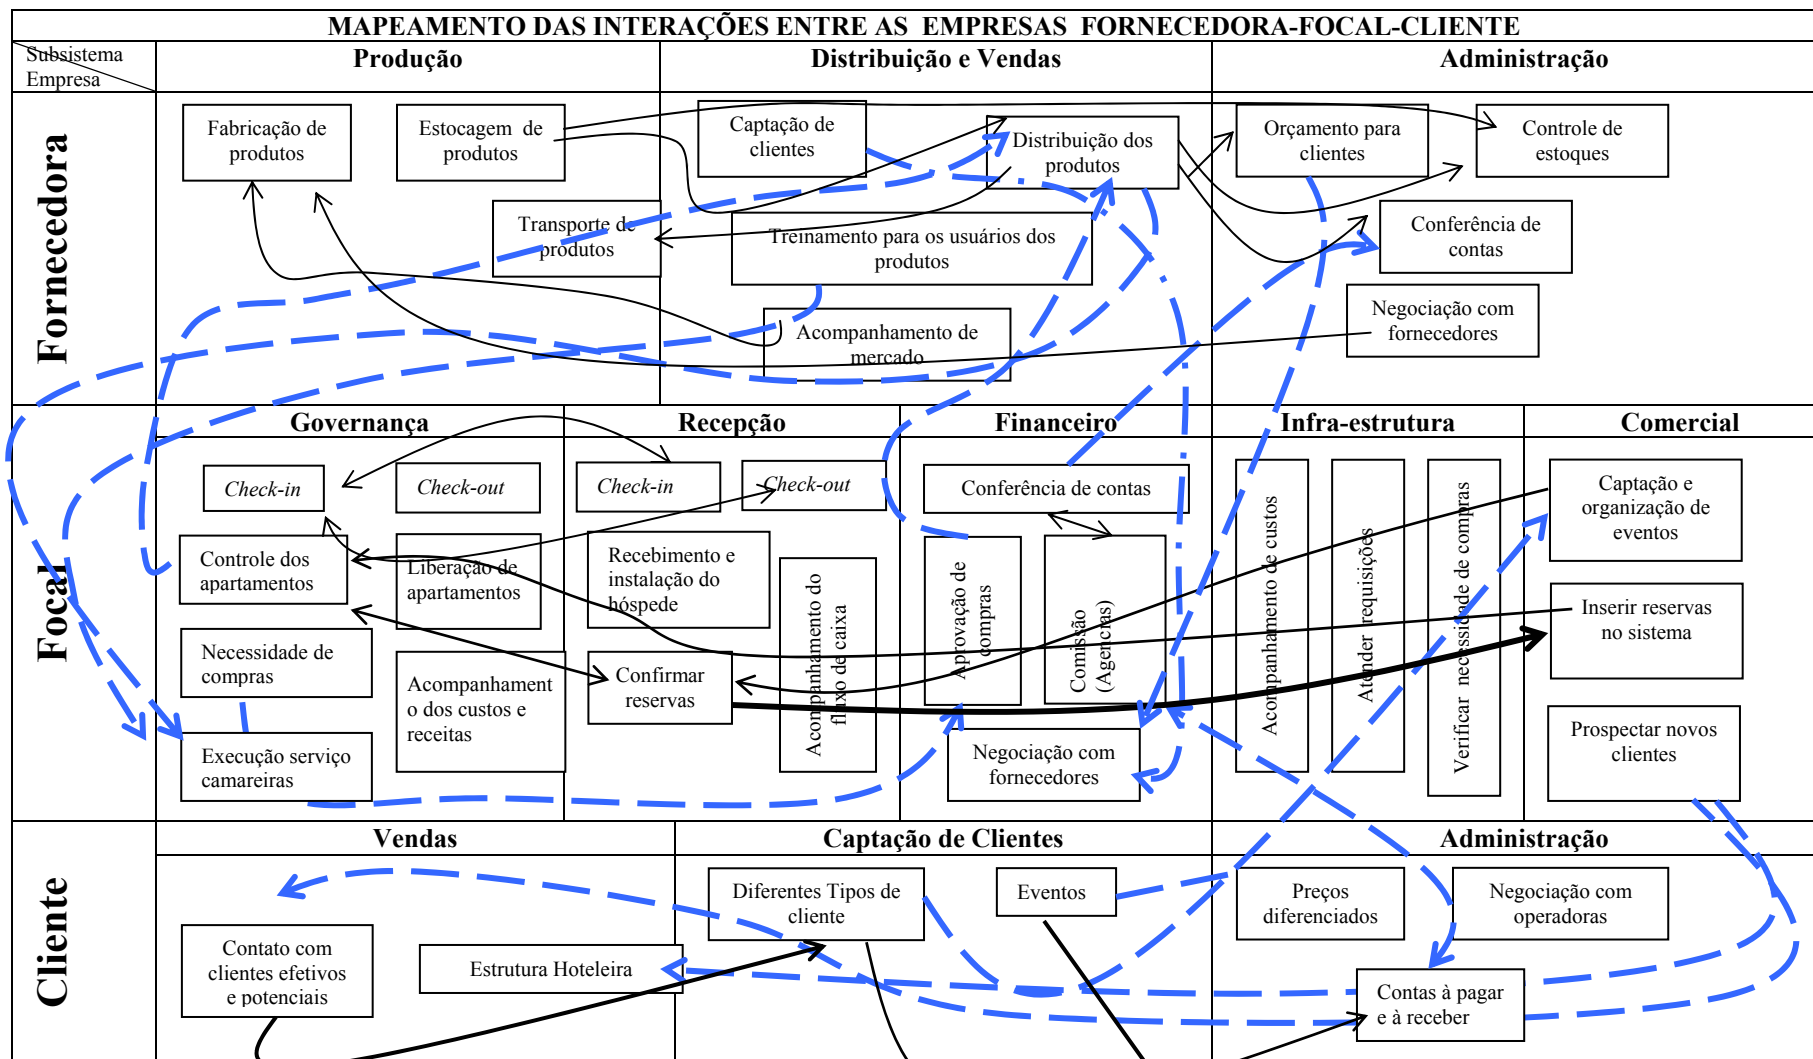 MAPEAMENTO DAS INTERAÇÕES ENTRE AS EMPRESAS FORNECEDORA-FOCAL-CLIENTE
Subsistema
Empresa
Produção
Distribuição e Vendas
Administração
Fornecedora
Fabricação de
produtos
Estocagem de
produtos
Captação de
clientes
Distribuição dos
produtos
Orçamento para
clientes
Controle de
estoques
Transporte de
produtos
Treinamento para os usuários dos
produtos
Conferência de
contas
Acompanhamento de
mercado
Negociação com
fornecedores
Focal
Governança
Recepção
Financeiro
Infra-estrutura
Comercial
Check-in
Check-out
Check-in
Check-out
Conferência de contas
Captação e
organização de
eventos
Controle dos
apartamentos
Liberação de
apartamentos
Recebimento e
instalação do
hóspede
Acompanhamento do
fluxo de caixa
Aprovação de
compras
Comissão
(Agencias)
Acompanhamento de custos
Atender requisições
Verificar necessidade de compras
Inserir reservas
no sistema
Necessidade de
compras
Acompanhament
o dos custos e
receitas
Confirmar
reservas
Execução serviço
camareiras
Negociação com
fornecedores
Prospectar novos
clientes
Cliente
Vendas
Captação de Clientes
Administração
Diferentes Tipos de
cliente
Eventos
Preços
diferenciados
Negociação com
operadoras
Contato com
clientes efetivos
e potenciais
Estrutura Hoteleira
Contas à pagar
e à receber